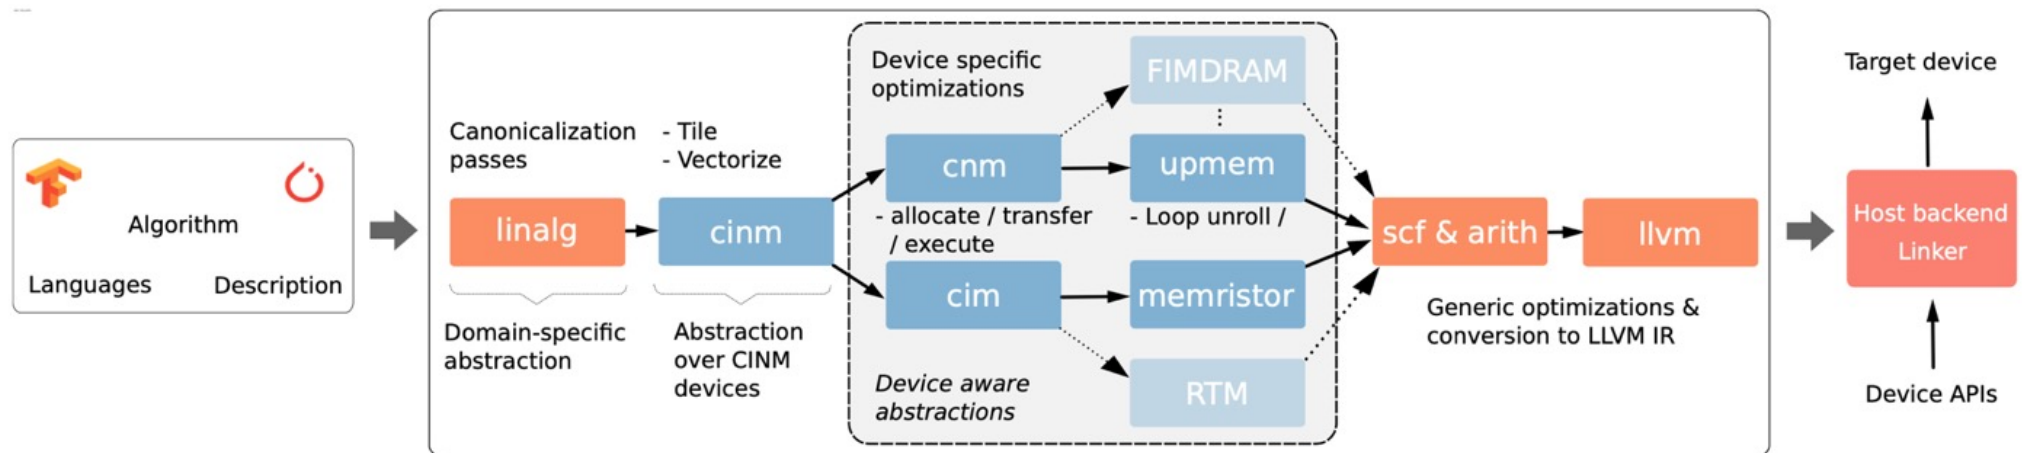 Algorithm
Languages
Description
Canonicalization
passes
linalg
Domain-specific
abstraction
- Tile
- Vectorize
cinm
Abstraction
over CINM
devices
Device specific
optimizations
FIMDRAM
cnm
upmem
- allocate / transfer
/ execute
- Loop unroll /
cim
memristor
Device aware
abstractions
RTM
scf & arith
llvm
Generic optimizations &
conversion to LLVM IR
Target device
Host backend
Linker
Device APIs